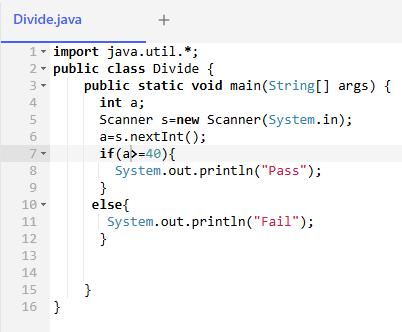 Divide.java +
1 import java.util.*;
2 public class Divide {
3     public static void main(String[] args) {
4       int a;
5       Scanner s=new Scanner(System.in);
6       a=s.nextInt();
7       if(a>=40){
8         System.out.println("Pass");
9       }
10      else{
11        System.out.println("Fail");
12      }
13
14
15     }
16 }